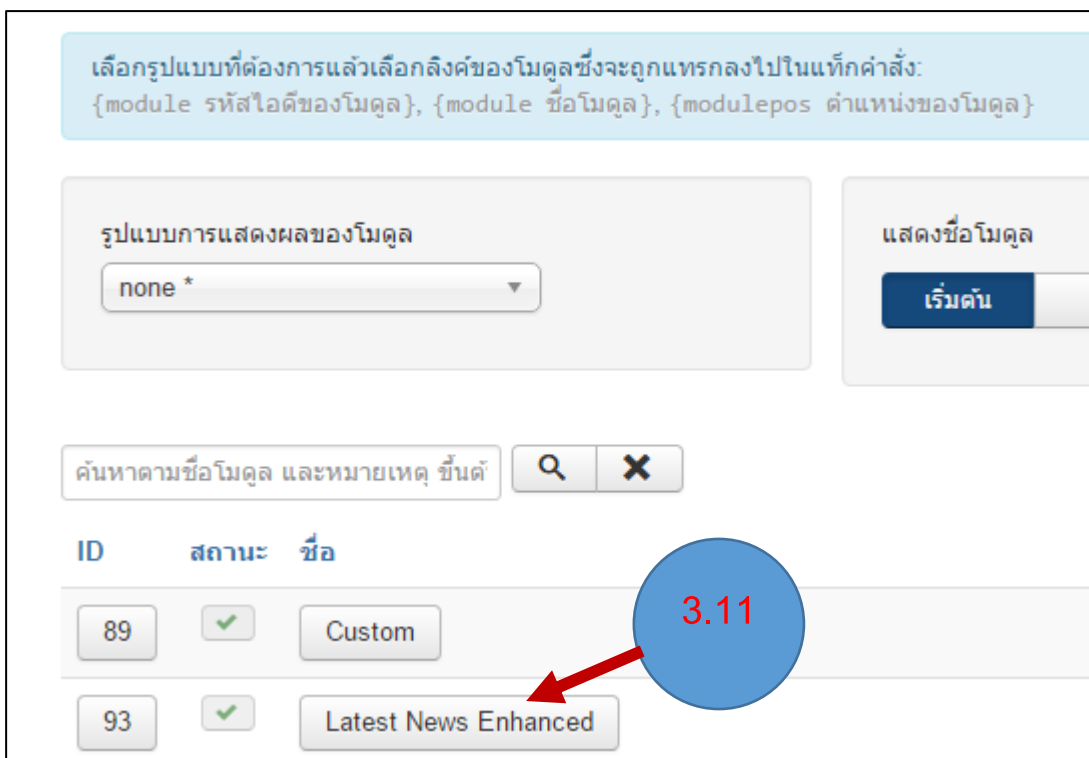 เลือกรูปแบบที่ต้องการแล้วเลือกลิงค์ของโมดูลซึ่งจะถูกแทรกลงไปในแท็กคำสั่ง:
{module รหัสไอดีของโมดูล}, {module ชื่อโมดูล}, {modulepos ตำแหน่งของโมดูล}
รูปแบบการแสดงผลของโมดูล
แสดงชื่อโมดูล
none *
เริ่มต้น
ค้นหาตามชื่อโมดูล และหมายเหตุ ขึ้นต้
ID สถานะ ชื่อ
3.11
89 Custom
93 Latest News Enhanced